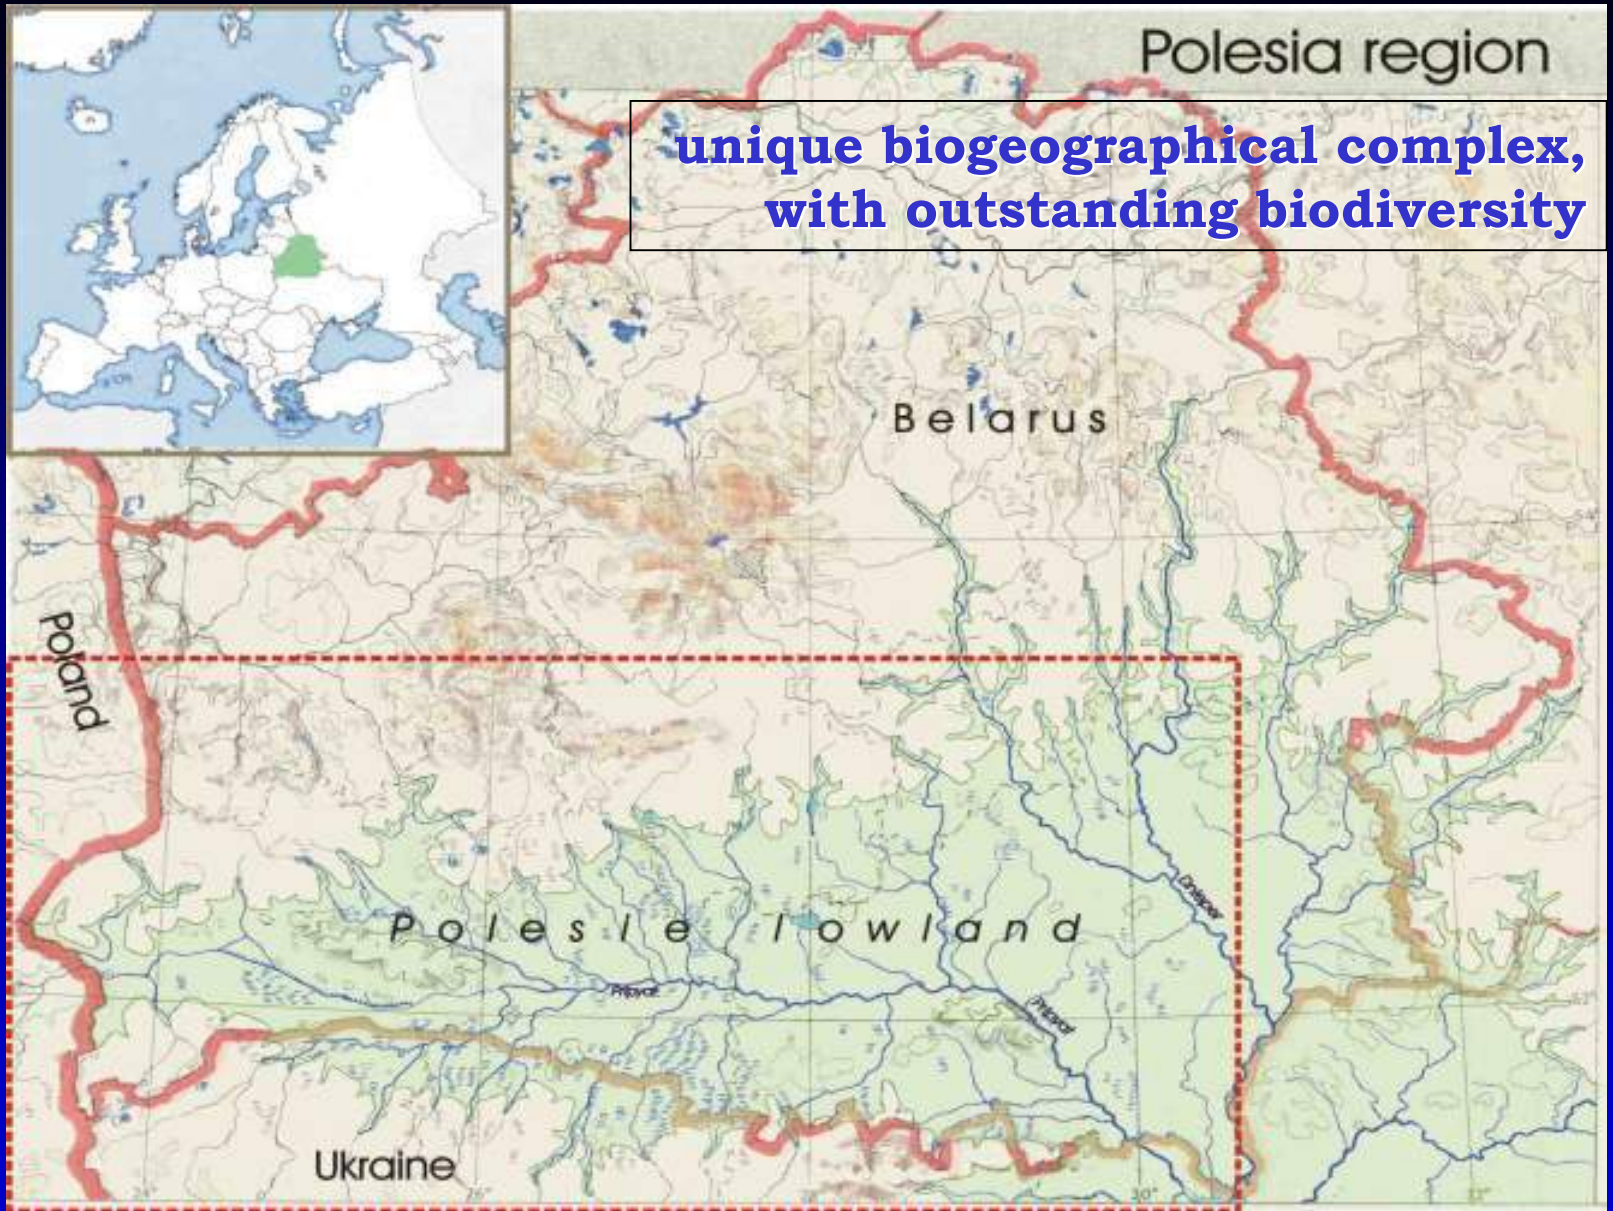 Polesia region
unique biogeographical complex,
with outstanding biodiversity
Belarus
Poland
Dnieper
Polesie lowland
Pripyat
Pripyat
Ukraine